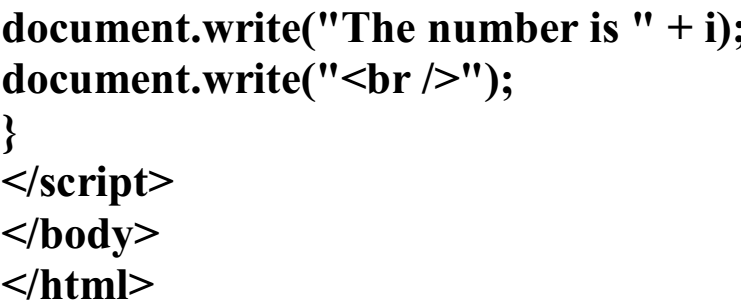 document.write("The number is " + i);
document.write("<br />");
}
</script>
</body>
</html>